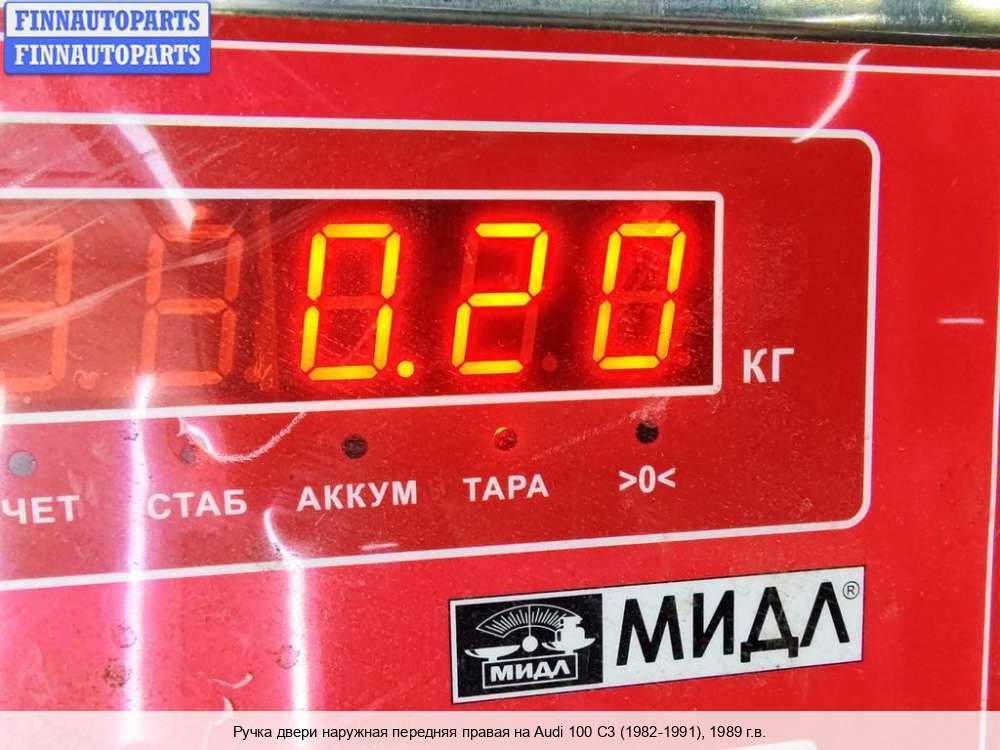 FINNAUTOPARTS
FINNAUTOPARTS
0.20
КГ
ЧЕТ СТАБ АККУМ ТАРА >0<
МИДЛ МИДЛ®
Ручка двери наружная передняя правая на Audi 100 C3 (1982-1991), 1989 г.в.